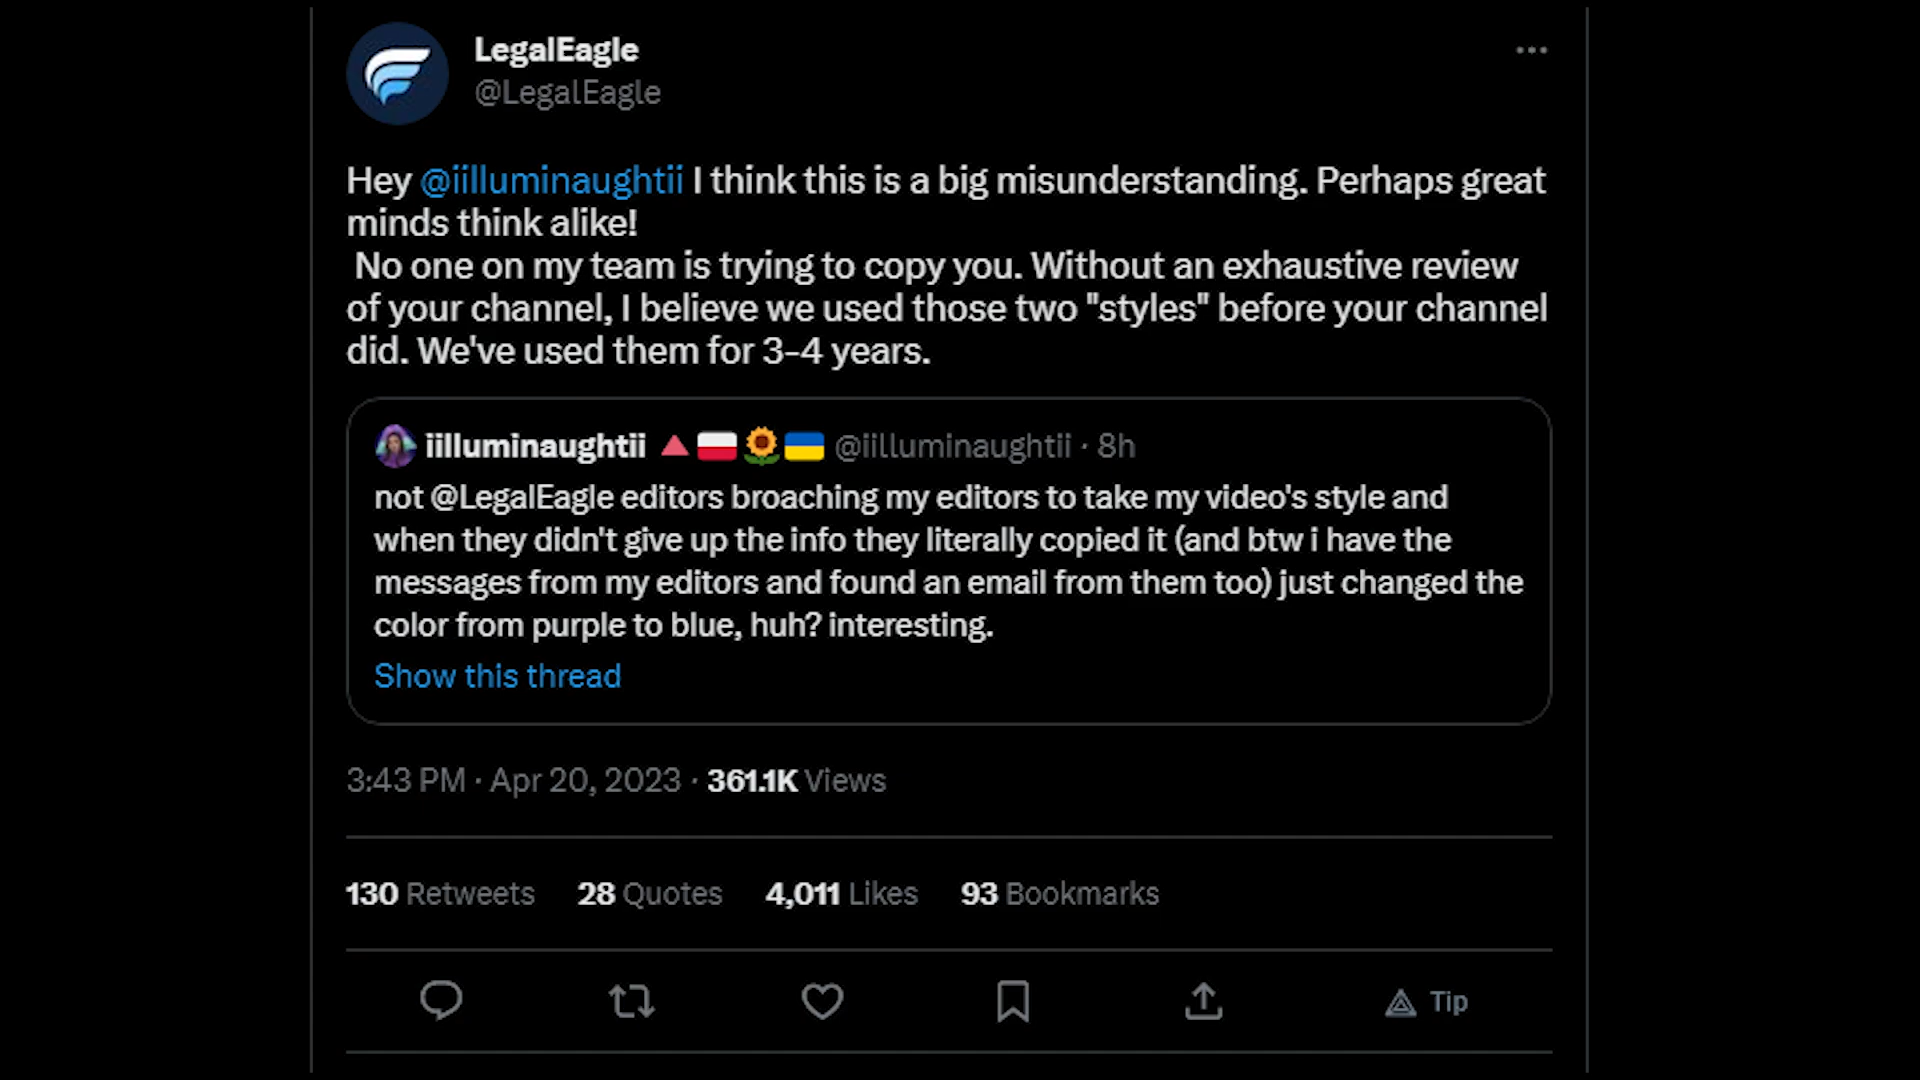 LegalEagle
@LegalEagle
Hey @iilluminaughtii I think this is a big misunderstanding. Perhaps great
minds think alike!
No one on my team is trying to copy you. Without an exhaustive review
of your channel, I believe we used those two "styles" before your channel
did. We've used them for 3-4 years.
iilluminaughtii 🔺🇵🇱🌻🇺🇦 @iilluminaughtii · 8h
not @LegalEagle editors broaching my editors to take my video's style and
when they didn't give up the info they literally copied it (and btw i have the
messages from my editors and found an email from them too) just changed the
color from purple to blue, huh? interesting.
Show this thread
3:43 PM · Apr 20, 2023 · 361.1K Views
130 Retweets 28 Quotes 4,011 Likes 93 Bookmarks
Tip